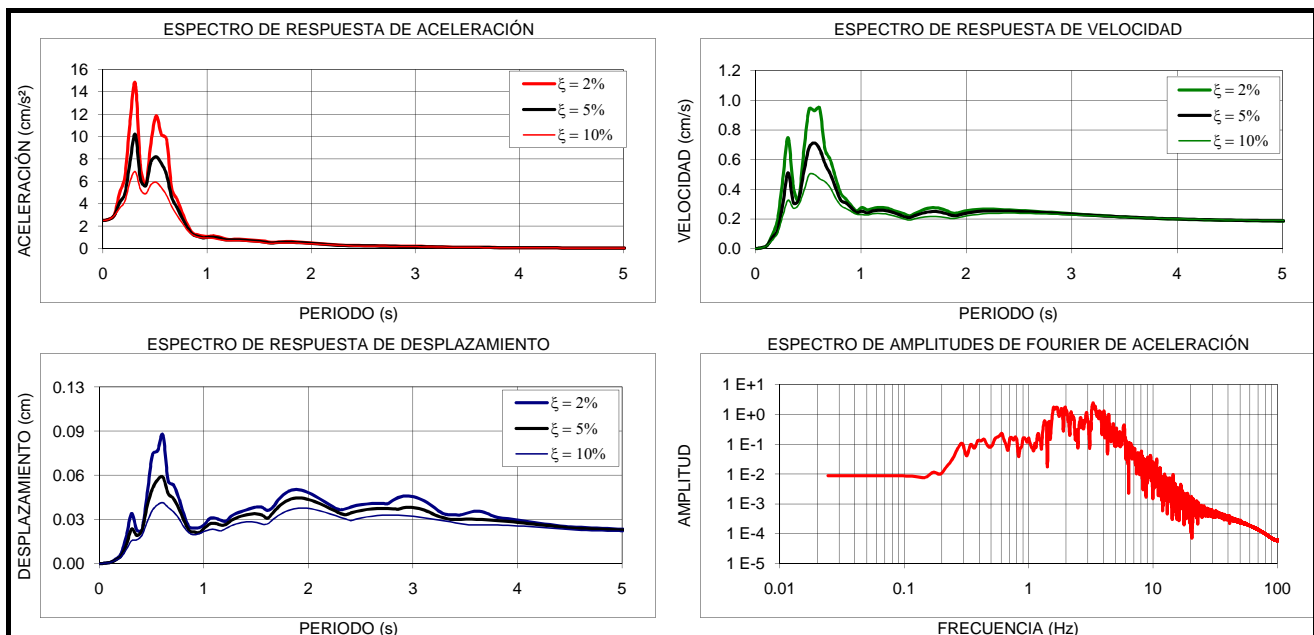 ESPECTRO DE RESPUESTA DE ACELERACIÓN
ACELERACIÓN (cm/s²)
16
14
12
10
8
6
4
2
0
ξ = 2%
ξ = 5%
ξ = 10%
0 1 2 3 4 5
PERIODO (s)
ESPECTRO DE RESPUESTA DE VELOCIDAD
VELOCIDAD (cm/s)
1.2
1.0
0.8
0.6
0.4
0.2
0.0
ξ = 2%
ξ = 5%
ξ = 10%
0 1 2 3 4 5
PERIODO (s)
ESPECTRO DE RESPUESTA DE DESPLAZAMIENTO
DESPLAZAMIENTO (cm)
0.13
0.09
0.06
0.03
0.00
ξ = 2%
ξ = 5%
ξ = 10%
0 1 2 3 4 5
PERIODO (s)
ESPECTRO DE AMPLITUDES DE FOURIER DE ACELERACIÓN
AMPLITUD
1 E+1
1 E+0
1 E-1
1 E-2
1 E-3
1 E-4
1 E-5
0.01 0.1 1 10 100
FRECUENCIA (Hz)